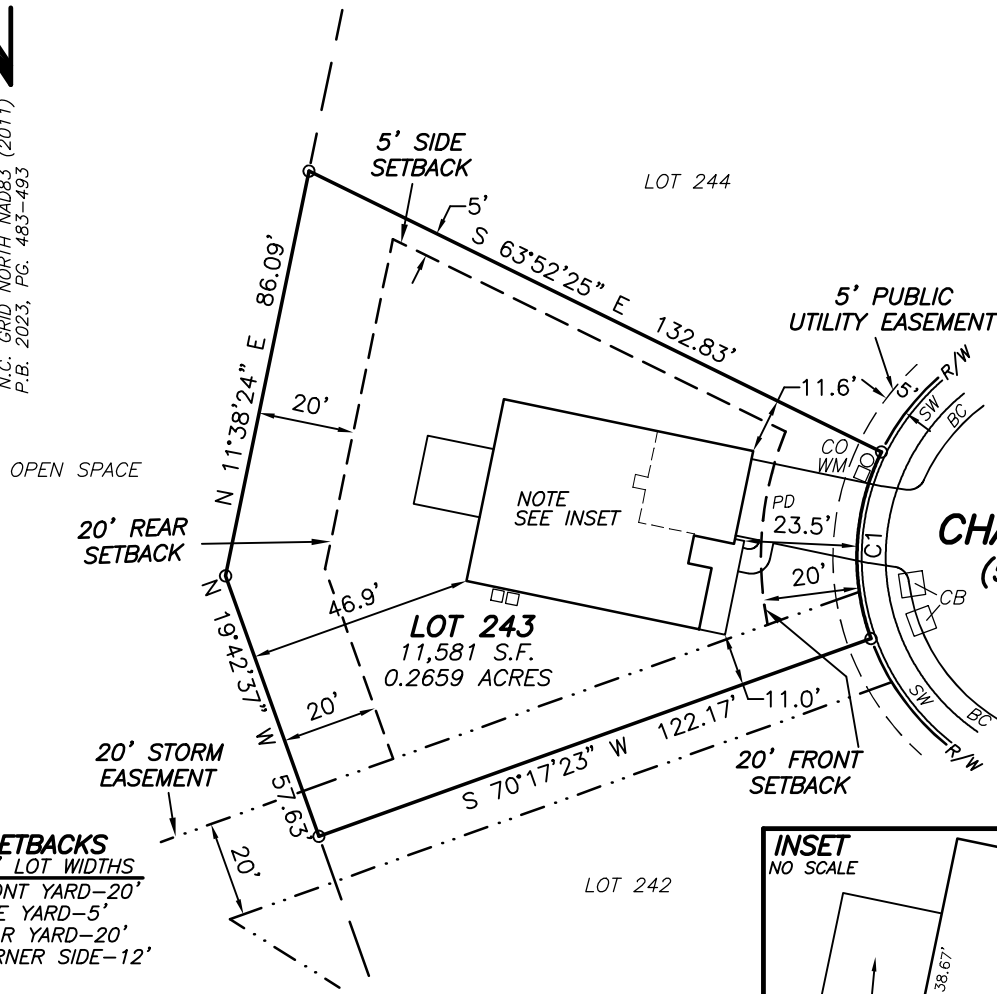 N
N.C. GRID NORTH NAD83 (2011)
P.B. 2023, PG. 483-493
5' SIDE
SETBACK
LOT 244
5'
S 63°52'25" E 132.83'
5' PUBLIC
UTILITY EASEMENT
N 11°38'24" E 86.09'
20'
11.6'
5'
R/W
SW
BC
OPEN SPACE
CO
WM
NOTE
SEE INSET
PD
23.5'
C1
20' REAR
SETBACK
20'
CB
46.9'
LOT 243
11,581 S.F.
0.2659 ACRES
N 19°42'37" W 57.63'
20'
11.0'
SW
BC
R/W
20' STORM
EASEMENT
S 70°17'23" W 122.17'
20' FRONT
SETBACK
20'
LOT 242
ETBACKS
' LOT WIDTHS
ONT YARD-20'
E YARD-5'
R YARD-20'
RNER SIDE-12'
INSET
NO SCALE
38.67'